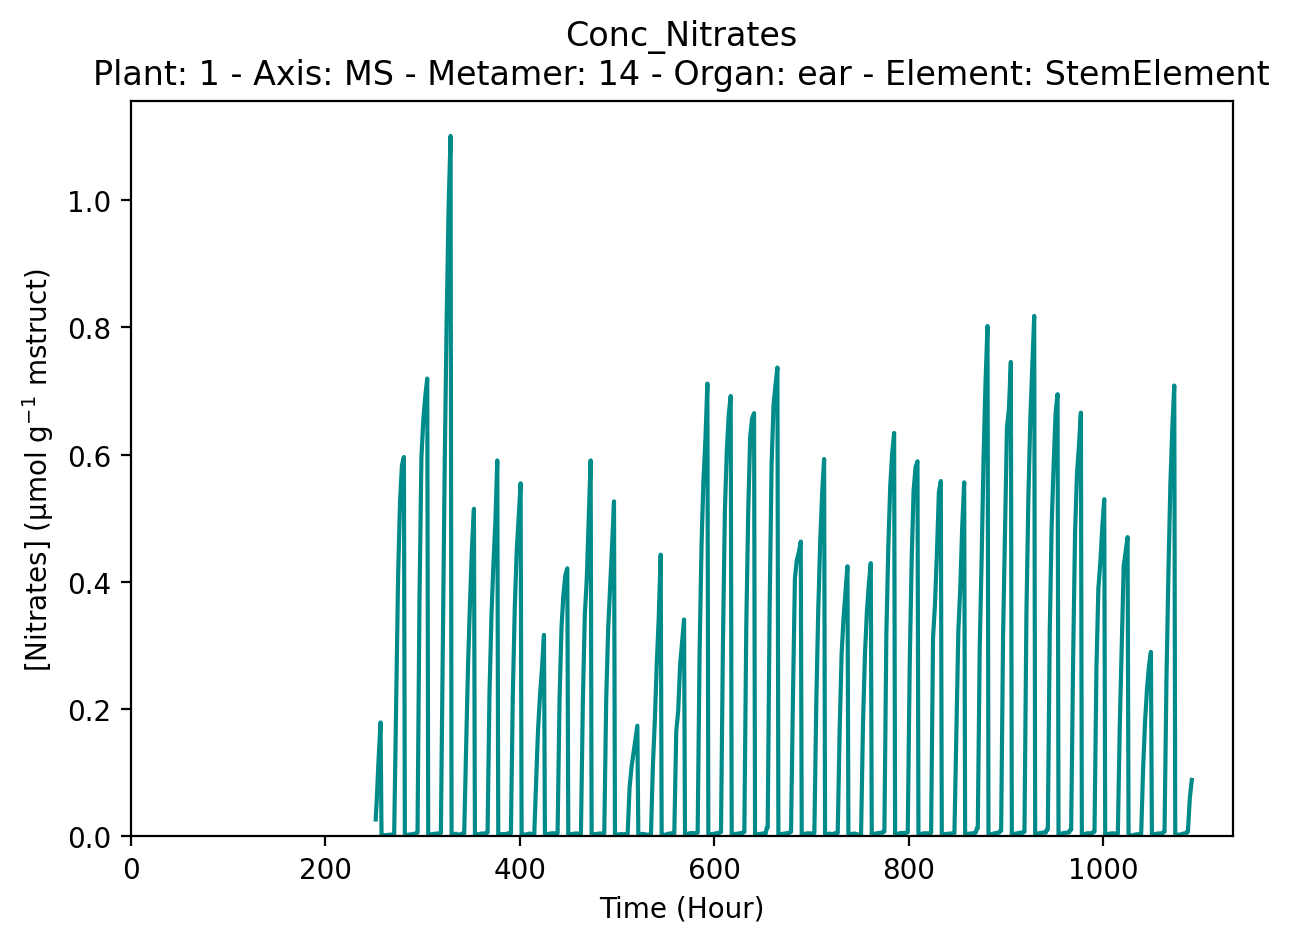 Conc_Nitrates
Plant: 1 - Axis: MS - Metamer: 14 - Organ: ear - Element: StemElement
[Nitrates] (µmol g⁻¹ mstruct)
1.0
0.8
0.6
0.4
0.2
0.0
0 200 400 600 800 1000
Time (Hour)